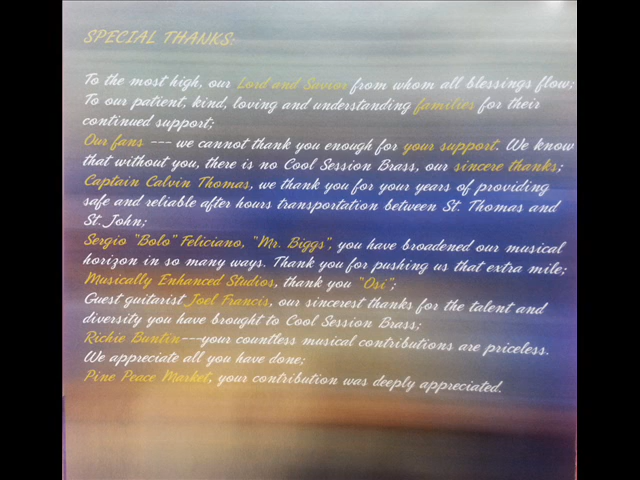 SPECIAL THANKS:
To the most high, our Lord and Savior from whom all blessings flow;
To our patient, kind, loving and understanding families for their
continued support;
Our fans --- we cannot thank you enough for your support. We know
that without you, there is no Cool Session Brass, our sincere thanks;
Captain Calvin Thomas, we thank you for your years of providing
safe and reliable after hours transportation between St. Thomas and
St. John;
Sergio "Bolo" Feliciano, "Mr. Biggs", you have broadened our musical
horizon in so many ways. Thank you for pushing us that extra mile;
Musically Enhanced Studios, thank you "Osi";
Guest guitarist Joel Francis, our sincerest thanks for the talent and
diversity you have brought to Cool Session Brass;
Richie Buntin---your countless musical contributions are priceless.
We appreciate all you have done;
Pine Peace Market, your contribution was deeply appreciated.